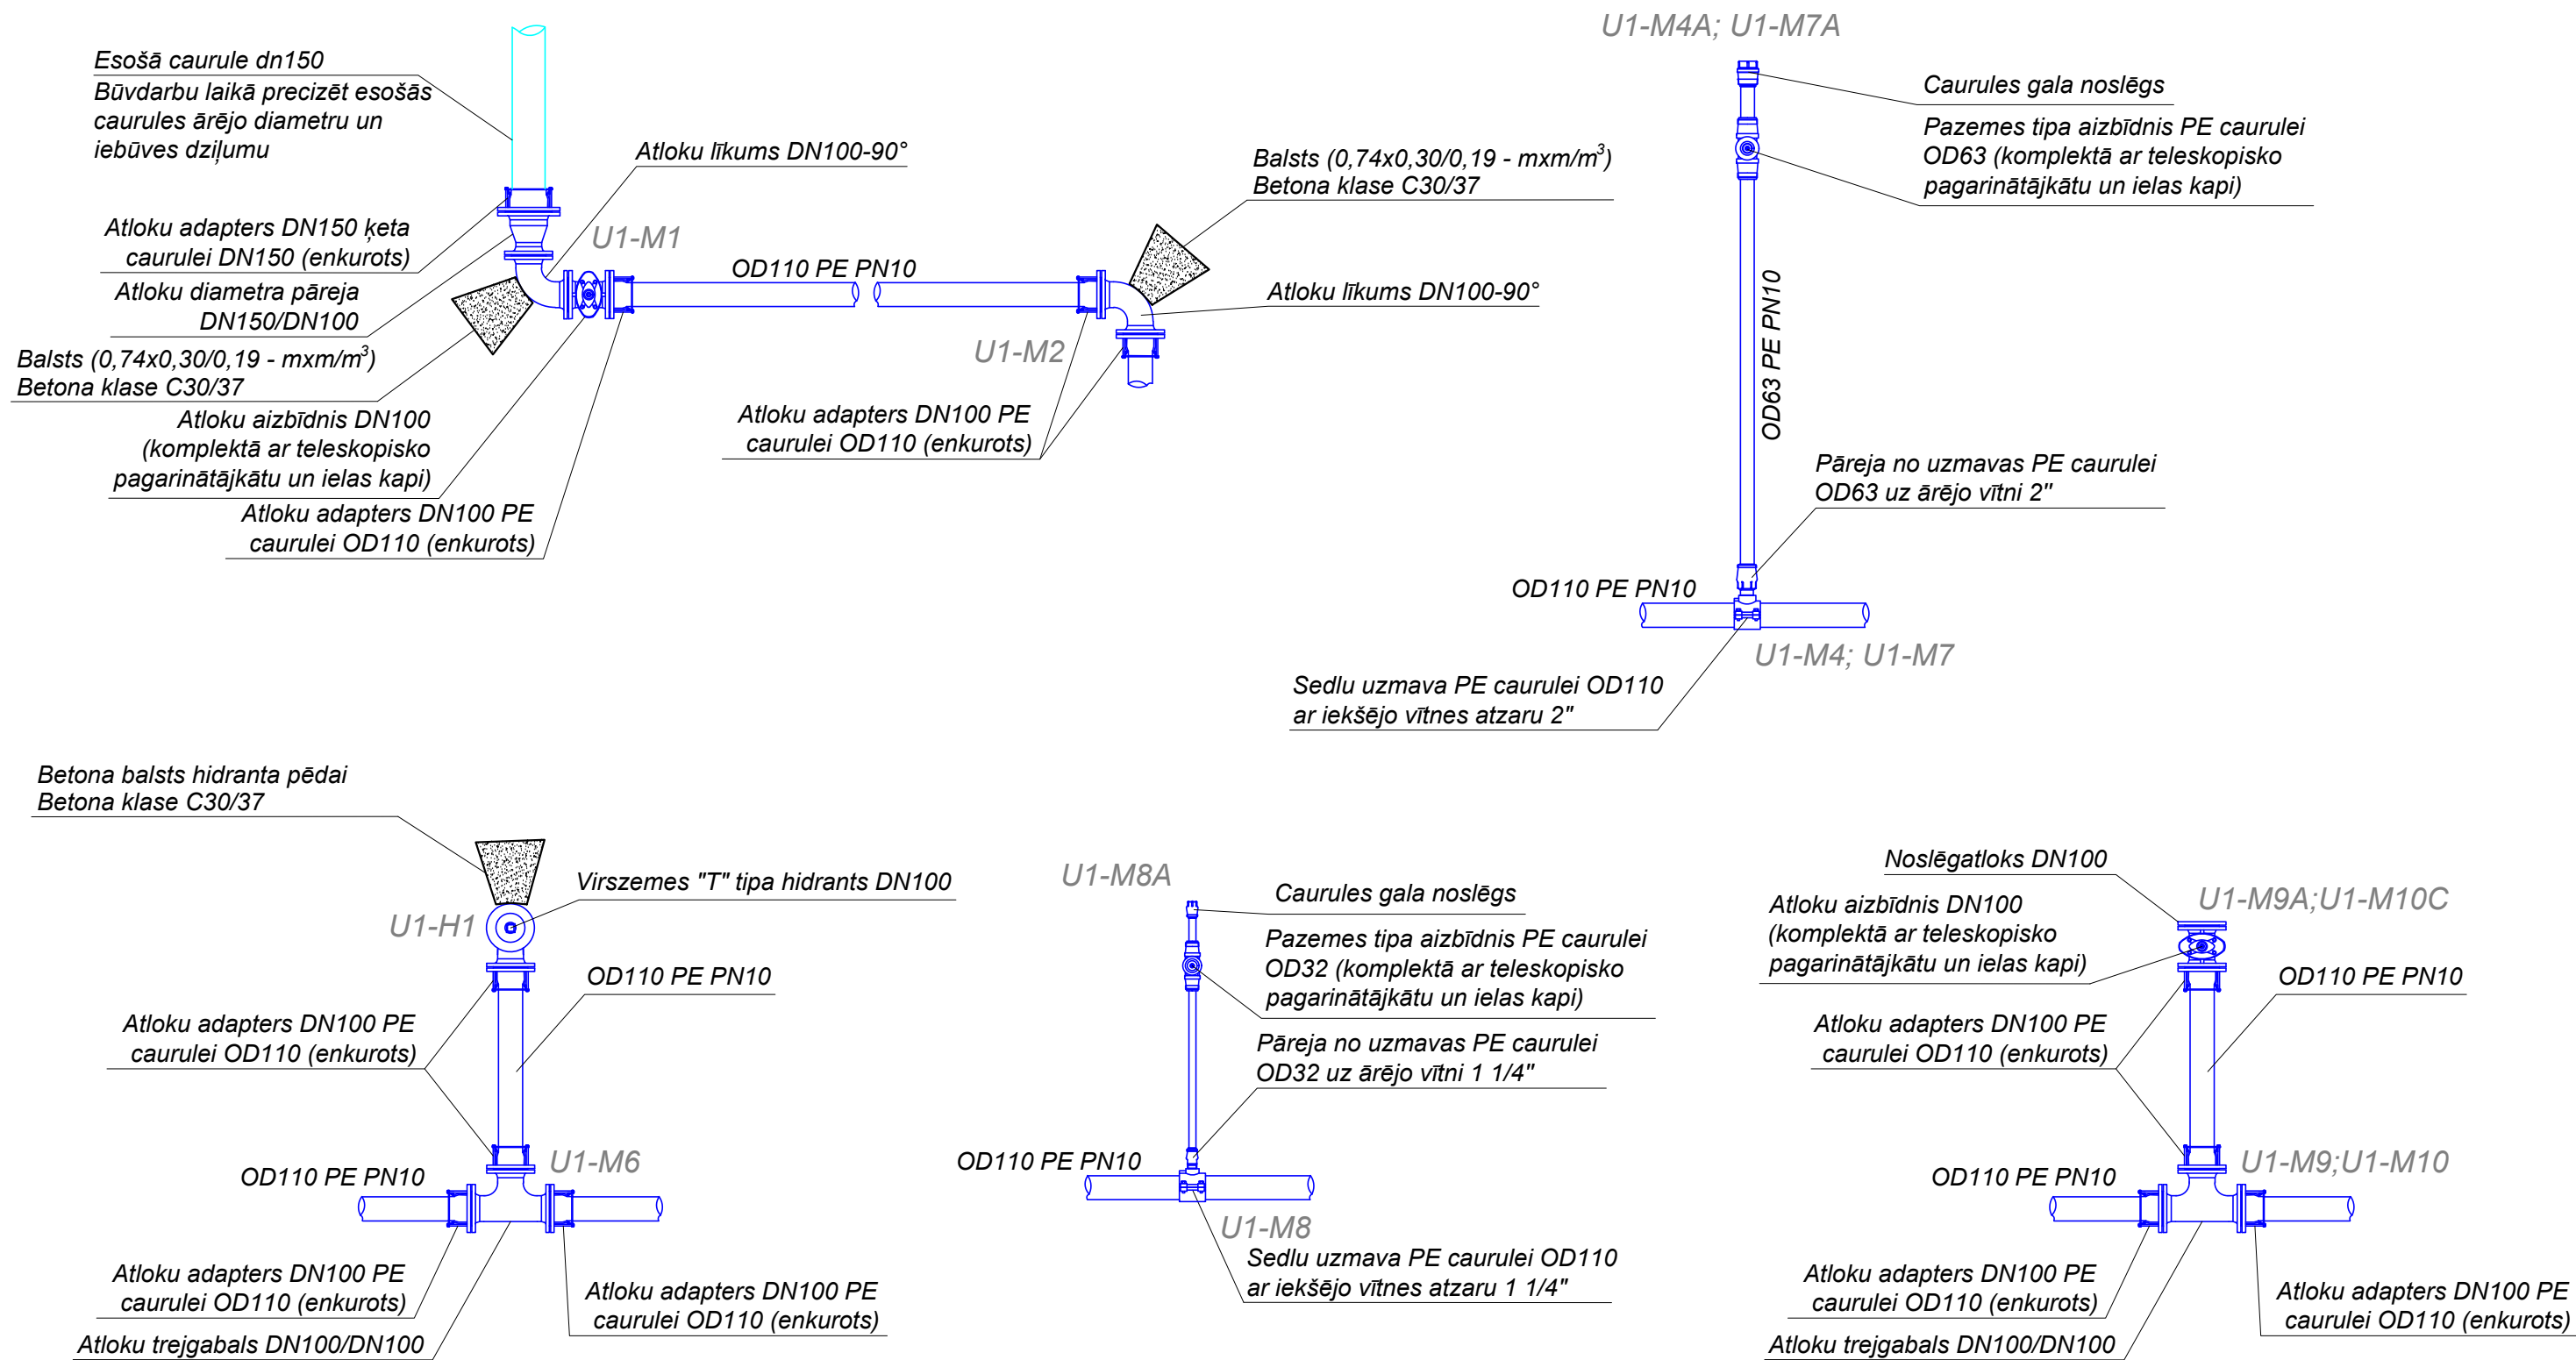 Esošā caurule dn150
Būvdarbu laikā precizēt esošās
caurules ārējo diametru un
iebūves dziļumu
Atloku līkums DN100-90°
Atloku adapters DN150 ķeta
caurulei DN150 (enkurots)
U1-M1
Atloku diametra pāreja
DN150/DN100
OD110 PE PN10
Balsts (0,74x0,30/0,19 - mxm/m³)
Betona klase C30/37
Atloku līkums DN100-90°
Balsts (0,74x0,30/0,19 - mxm/m³)
Betona klase C30/37
U1-M2
Atloku aizbīdnis DN100
(komplektā ar teleskopisko
pagarinātājkātu un ielas kapi)
Atloku adapters DN100 PE
caurulei OD110 (enkurots)
Atloku adapters DN100 PE
caurulei OD110 (enkurots)
U1-M4A; U1-M7A
Caurules gala noslēgs
Pazemes tipa aizbīdnis PE caurulei
OD63 (komplektā ar teleskopisko
pagarinātājkātu un ielas kapi)
OD63 PE PN10
Pāreja no uzmavas PE caurulei
OD63 uz ārējo vītni 2"
OD110 PE PN10
U1-M4; U1-M7
Sedlu uzmava PE caurulei OD110
ar iekšējo vītnes atzaru 2"
Betona balsts hidranta pēdai
Betona klase C30/37
Virszemes "T" tipa hidrants DN100
U1-H1
OD110 PE PN10
Atloku adapters DN100 PE
caurulei OD110 (enkurots)
U1-M6
OD110 PE PN10
Atloku adapters DN100 PE
caurulei OD110 (enkurots)
Atloku adapters DN100 PE
caurulei OD110 (enkurots)
Atloku trejgabals DN100/DN100
U1-M8A
Caurules gala noslēgs
Pazemes tipa aizbīdnis PE caurulei
OD32 (komplektā ar teleskopisko
pagarinātājkātu un ielas kapi)
Pāreja no uzmavas PE caurulei
OD32 uz ārējo vītni 1 1/4"
OD110 PE PN10
U1-M8
Sedlu uzmava PE caurulei OD110
ar iekšējo vītnes atzaru 1 1/4"
Noslēgatloks DN100
U1-M9A;U1-M10C
Atloku aizbīdnis DN100
(komplektā ar teleskopisko
pagarinātājkātu un ielas kapi)
OD110 PE PN10
Atloku adapters DN100 PE
caurulei OD110 (enkurots)
U1-M9;U1-M10
OD110 PE PN10
Atloku adapters DN100 PE
caurulei OD110 (enkurots)
Atloku adapters DN100 PE
caurulei OD110 (enkurots)
Atloku trejgabals DN100/DN100